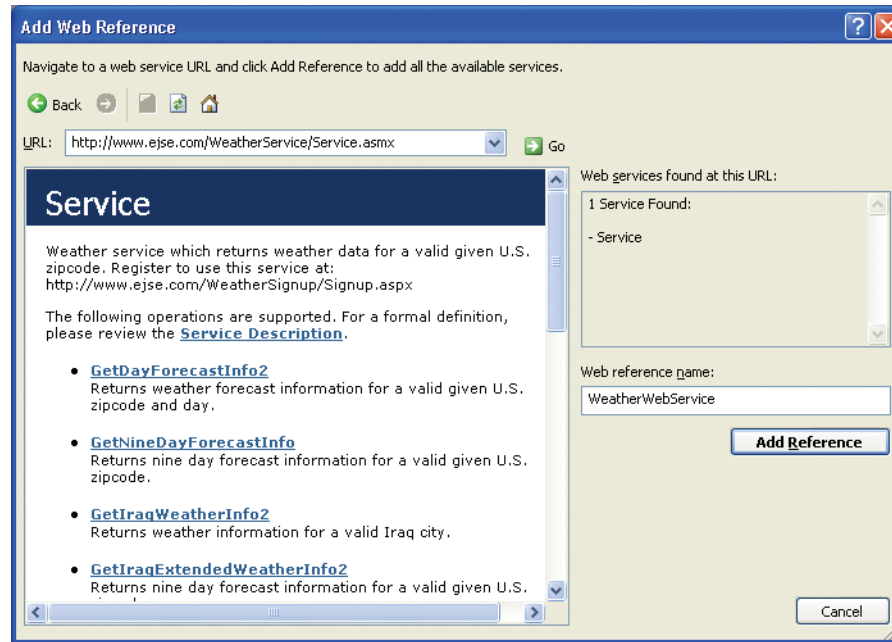 Add Web Reference
Navigate to a web service URL and click Add Reference to add all the available services.
Back
URL: http://www.ejse.com/WeatherService/Service.asmx Go
Service
Weather service which returns weather data for a valid given U.S.
zipcode. Register to use this service at:
http://www.ejse.com/WeatherSignup/Signup.aspx
The following operations are supported. For a formal definition,
please review the Service Description.
• GetDayForecastInfo2
Returns weather forecast information for a valid given U.S.
zipcode and day.
• GetNineDayForecastInfo
Returns nine day forecast information for a valid given U.S.
zipcode.
• GetIraqWeatherInfo2
Returns weather information for a valid Iraq city.
• GetIraqExtendedWeatherInfo2
Returns nine day forecast information for a valid given U.S.
Web services found at this URL:
1 Service Found:
- Service
Web reference name:
WeatherWebService
Add Reference
Cancel